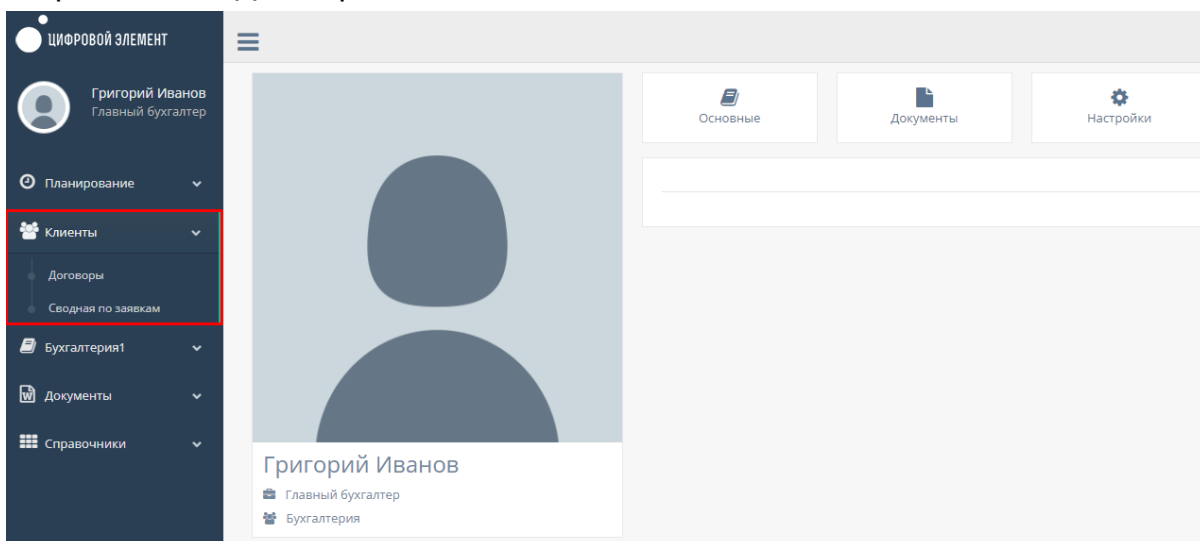 ЦИФРОВОЙ ЭЛЕМЕНТ
Григорий Иванов
Главный бухгалтер
Планирование
Клиенты
Договоры
Сводная по заявкам
Бухгалтерия1
Документы
Справочники
Основные
Документы
Настройки
Григорий Иванов
Главный бухгалтер
Бухгалтерия